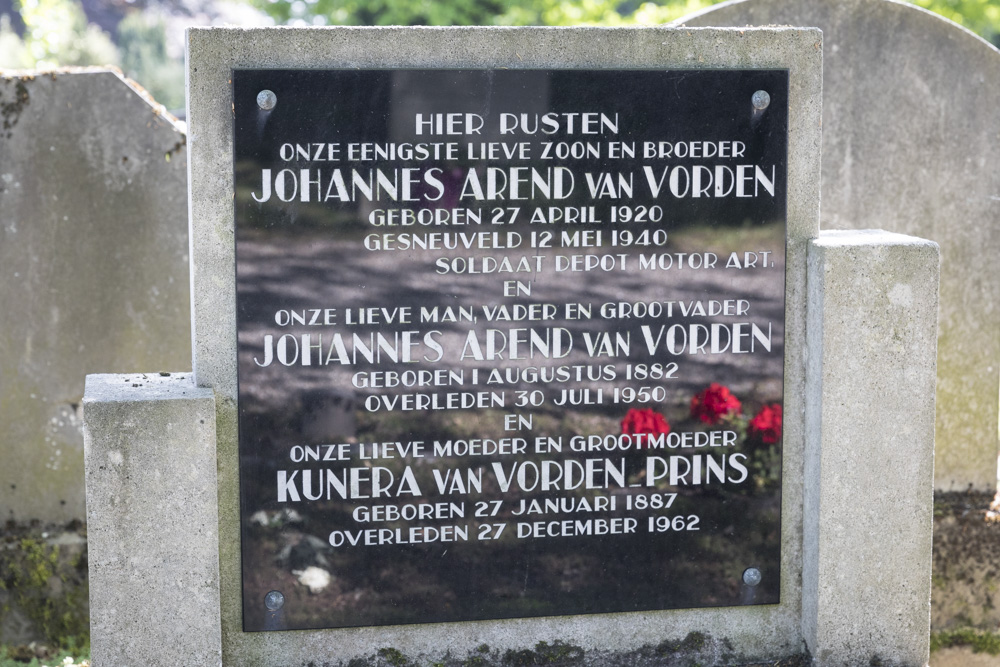 HIER RUSTEN
ONZE EENIGSTE LIEVE ZOON EN BROEDER
JOHANNES AREND VAN VORDEN
GEBOREN 27 APRIL 1920
GESNEUVELD 12 MEI 1940
SOLDAAT DEPOT MOTOR ART.
EN
ONZE LIEVE MAN, VADER EN GROOTVADER
JOHANNES AREND VAN VORDEN
GEBOREN 1 AUGUSTUS 1882
OVERLEDEN 30 JULI 1950
EN
ONZE LIEVE MOEDER EN GROOTMOEDER
KUNERA VAN VORDEN-PRINS
GEBOREN 27 JANUARI 1887
OVERLEDEN 27 DECEMBER 1962